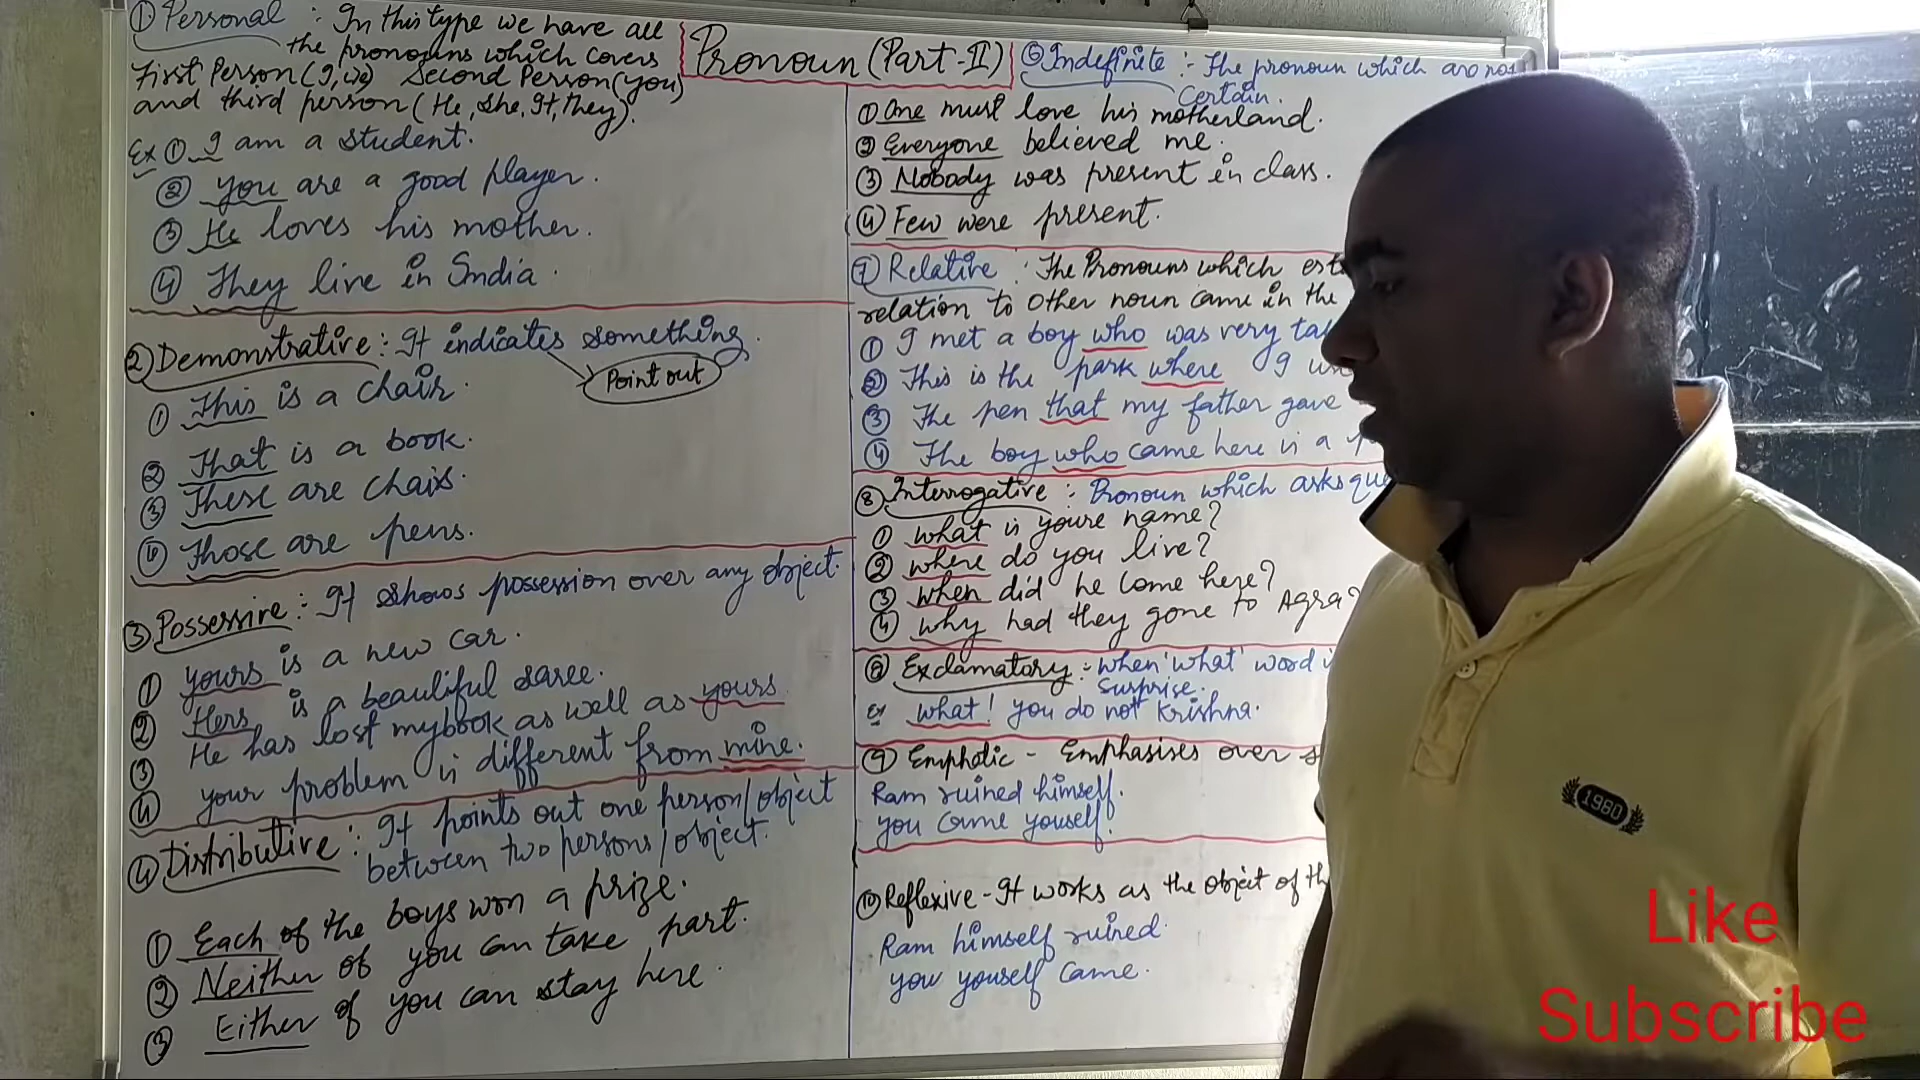 ① Personal : In this type we have all
the pronouns which covers
First Person (I, we) Second Person (you)
and third person (He, She, It, they).
Ex ① I am a student.
② You are a good player.
③ He loves his mother.
④ They live in India.
② Demonstrative : It indicates something.
Point out
① This is a chair.
② That is a book.
③ These are chairs.
④ Those are pens.
③ Possessive : It shows possession over any object.
① Yours is a new car.
② Hers is a beautiful saree.
③ He has lost my book as well as yours.
④ Your problem is different from mine.
④ Distributive : It points out one person/object
between two persons/object.
① Each of the boys won a prize.
② Neither of you can take part.
③ Either of you can stay here.
Pronoun (Part-II)
⑤ Indefinite :- The pronoun which are not
Certain.
① One must love his motherland.
② Everyone believed me.
③ Nobody was present in class.
④ Few were present.
⑦ Relative : The Pronouns which
relation to other noun came in the
① I met a boy who was very
② This is the park where I
③ The pen that my father gave
④ The boy who came here is a
⑧ Interrogative : Pronoun which asks
① What is youre name?
② Where do you live?
③ When did he come here?
④ Why had they gone to Agra?
⑧ Exclamatory : When 'what' word
surprise.
Ex What! you do not Krishna.
⑨ Emphatic - Emphasises over
Ram ruined himself.
you came youself.
⑩ Reflexive - It works as the object of
Ram himself ruined.
you youself came.
1980
Like
Subscribe